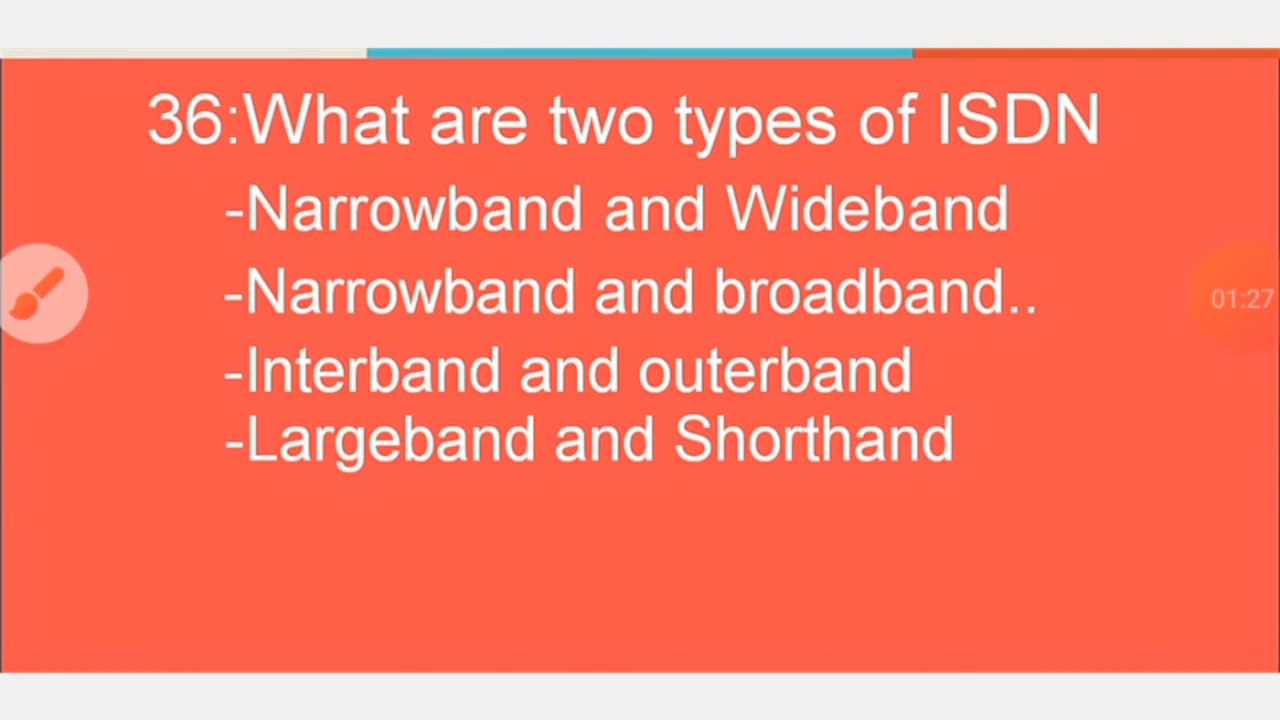 36:What are two types of ISDN
-Narrowband and Wideband
-Narrowband and broadband..
01:27
-Interband and outerband
-Largeband and Shorthand